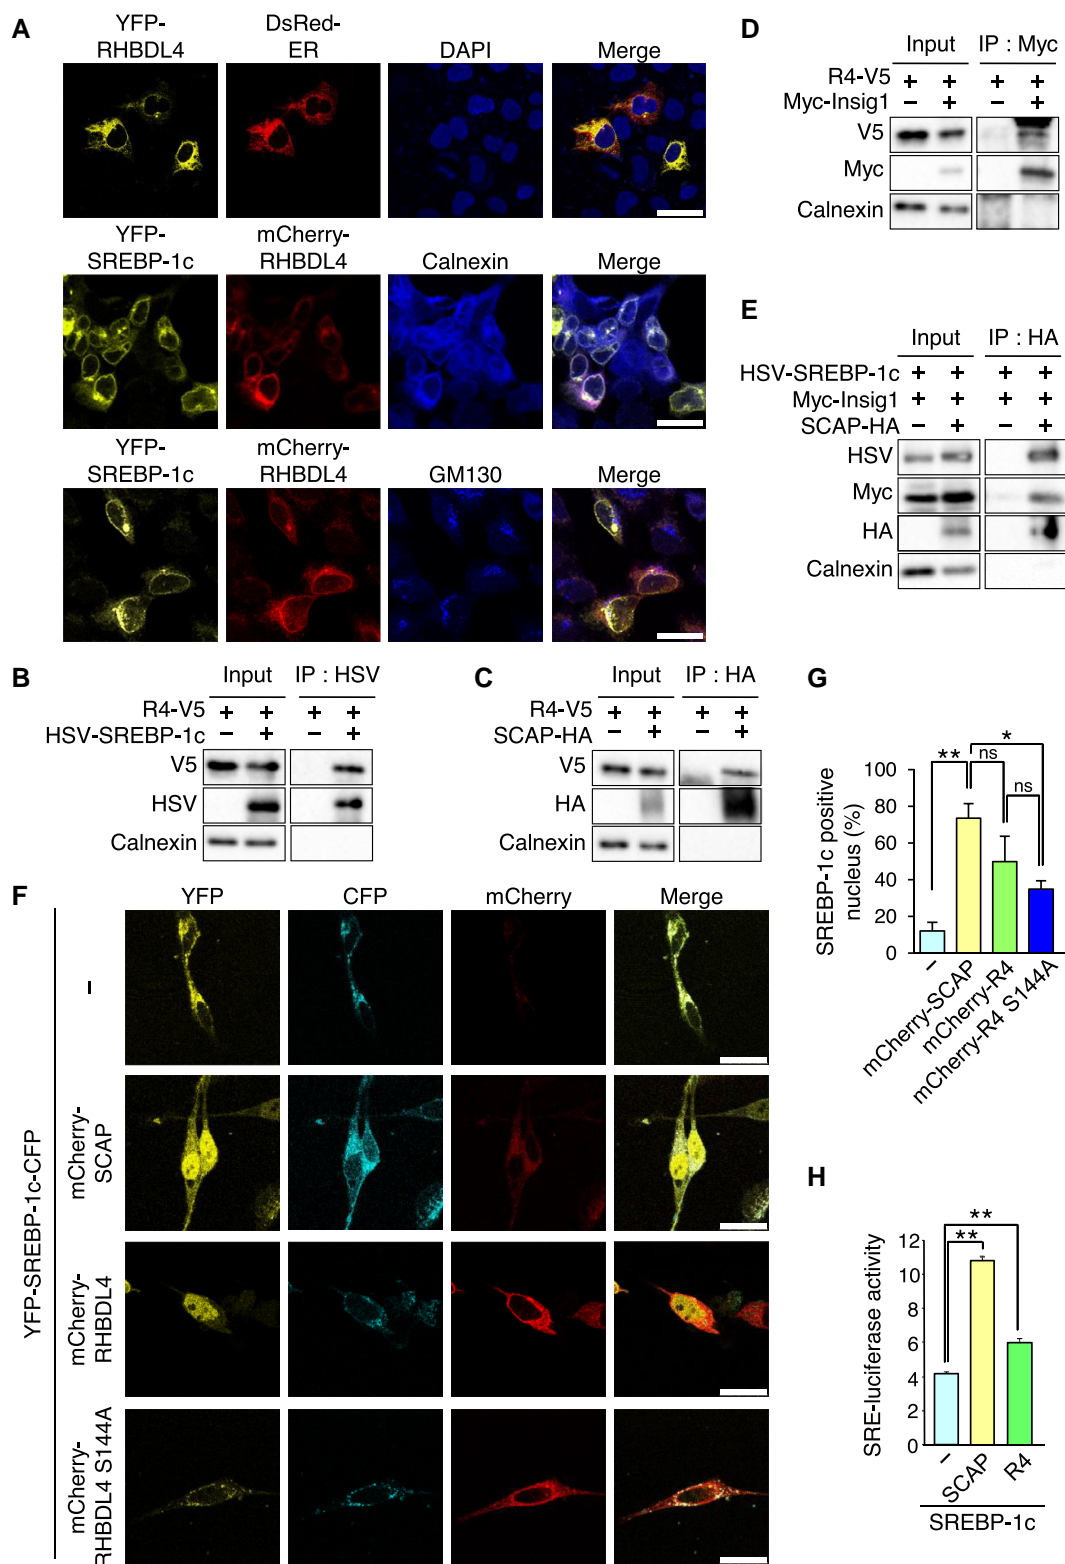 A
YFP-RHBDL4 DsRed-ER DAPI Merge
YFP-SREBP-1c mCherry-RHBDL4 Calnexin Merge
YFP-SREBP-1c mCherry-RHBDL4 GM130 Merge
B
Input IP : HSV
R4-V5 + + + +
HSV-SREBP-1c − + − +
V5
HSV
Calnexin
C
Input IP : HA
R4-V5 + + + +
SCAP-HA − + − +
V5
HA
Calnexin
D
Input IP : Myc
R4-V5 + + + +
Myc-Insig1 − + − +
V5
Myc
Calnexin
E
Input IP : HA
HSV-SREBP-1c + + + +
Myc-Insig1 + + + +
SCAP-HA − + − +
HSV
Myc
HA
Calnexin
F
YFP CFP mCherry Merge
YFP-SREBP-1c-CFP
−
mCherry-SCAP
mCherry-RHBDL4
mCherry-RHBDL4 S144A
G
SREBP-1c positive nucleus (%)
100
80
60
40
20
0
** ns *
ns
−
mCherry-SCAP
mCherry-R4
mCherry-R4 S144A
H
SRE-luciferase activity
12
10
8
6
4
2
0
**
**
−
SCAP
R4
SREBP-1c